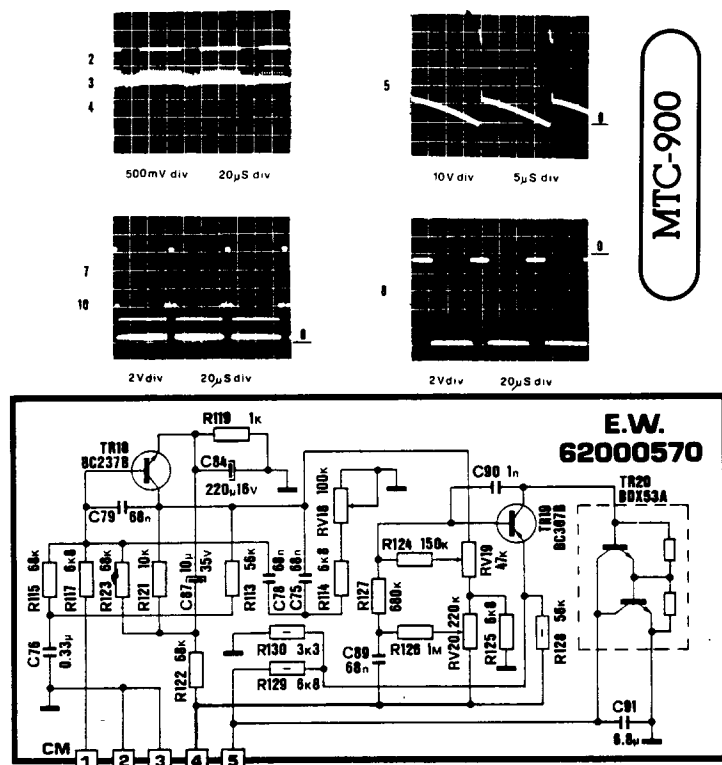 2
3
4
500mV div 20µS div
5
0
10V div 5µS div
MTC-900
7
10
0
2V div 20µS div
0
8
2V div 20µS div
E.W.
62000570
R119 1K
TR18
BC237B
C84
220µ16V
C79 68n
RV18 100K
C90 1n
TR19
BC307B
TR20
BDX53A
R115 68K
R117 6K8
R123 68K
R121 10K
C87 10µ
35V
R113 56K
C78 68n
C75 68n
R114 6K8
R124 150K
RV19
47K
R127
680K
C76
0.33µ
R122 68K
R130 3K3
R129 6K8
C89
68n
R126 1M
RV20 220K
R125 6K8
R128 56K
C91
6.8µ
CM 1 2 3 4 5